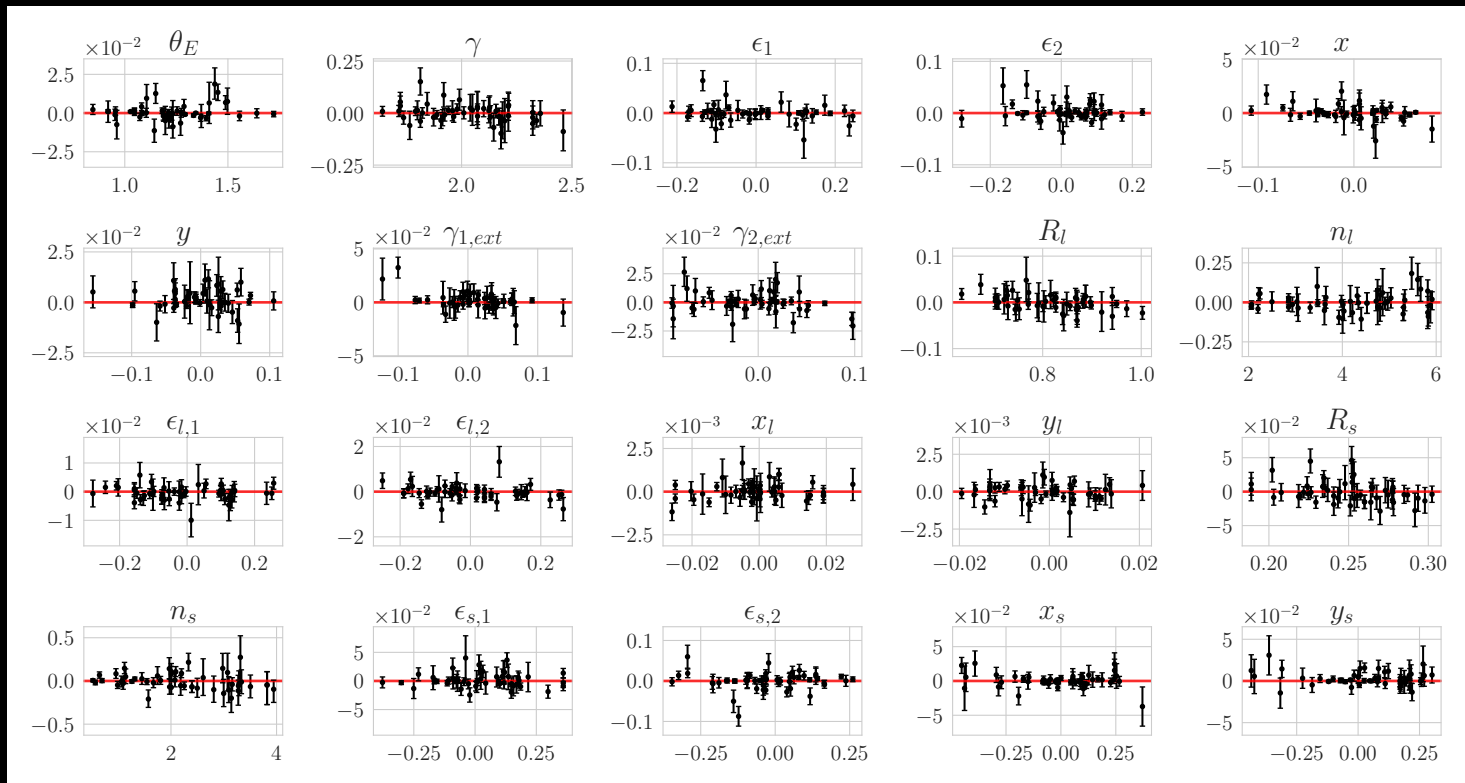 ×10⁻² θ_E γ ϵ₁ ϵ₂ ×10⁻² x
2.5 0.25 0.1 0.1 5
0.0 0.00 0.0 0.0 0
−2.5 −0.25 −0.1 −0.1 −5
1.0 1.5 2.0 2.5 −0.2 0.0 0.2 −0.2 0.0 0.2 −0.1 0.0
×10⁻² y ×10⁻² γ_{1,ext} ×10⁻² γ_{2,ext} R_l n_l
2.5 5 2.5 0.1 0.25
0.0 0 0.0 0.0 0.00
−2.5 −5 −2.5 −0.1 −0.25
−0.1 0.0 0.1 −0.1 0.0 0.1 0.0 0.1 0.8 1.0 2 4 6
×10⁻² ϵ_{l,1} ×10⁻² ϵ_{l,2} ×10⁻³ x_l ×10⁻³ y_l ×10⁻² R_s
1 2 2.5 2.5 5
0 0 0.0 0.0 0
−1 −2 −2.5 −2.5 −5
−0.2 0.0 0.2 −0.2 0.0 0.2 −0.02 0.00 0.02 −0.02 0.00 0.02 0.20 0.25 0.30
n_s ×10⁻² ϵ_{s,1} ϵ_{s,2} ×10⁻² x_s ×10⁻² y_s
0.5 5 0.1 5 5
0.0 0 0.0 0 0
−0.5 −5 −0.1 −5 −5
2 4 −0.25 0.00 0.25 −0.25 0.00 0.25 −0.25 0.00 0.25 −0.25 0.00 0.25